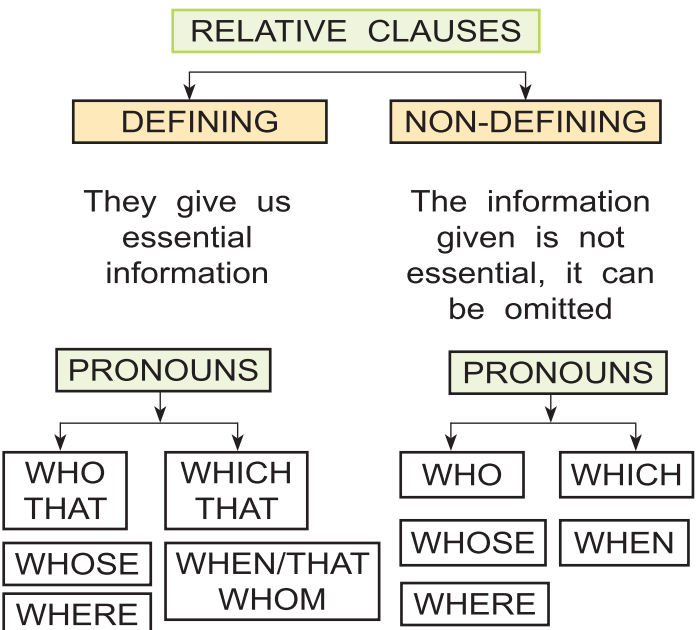 RELATIVE CLAUSES
DEFINING
NON-DEFINING
They give us
essential
information
The information
given is not
essential, it can
be omitted
PRONOUNS
WHO
THAT
WHICH
THAT
WHOSE
WHEN/THAT
WHOM
WHERE
PRONOUNS
WHO
WHICH
WHOSE
WHEN
WHERE